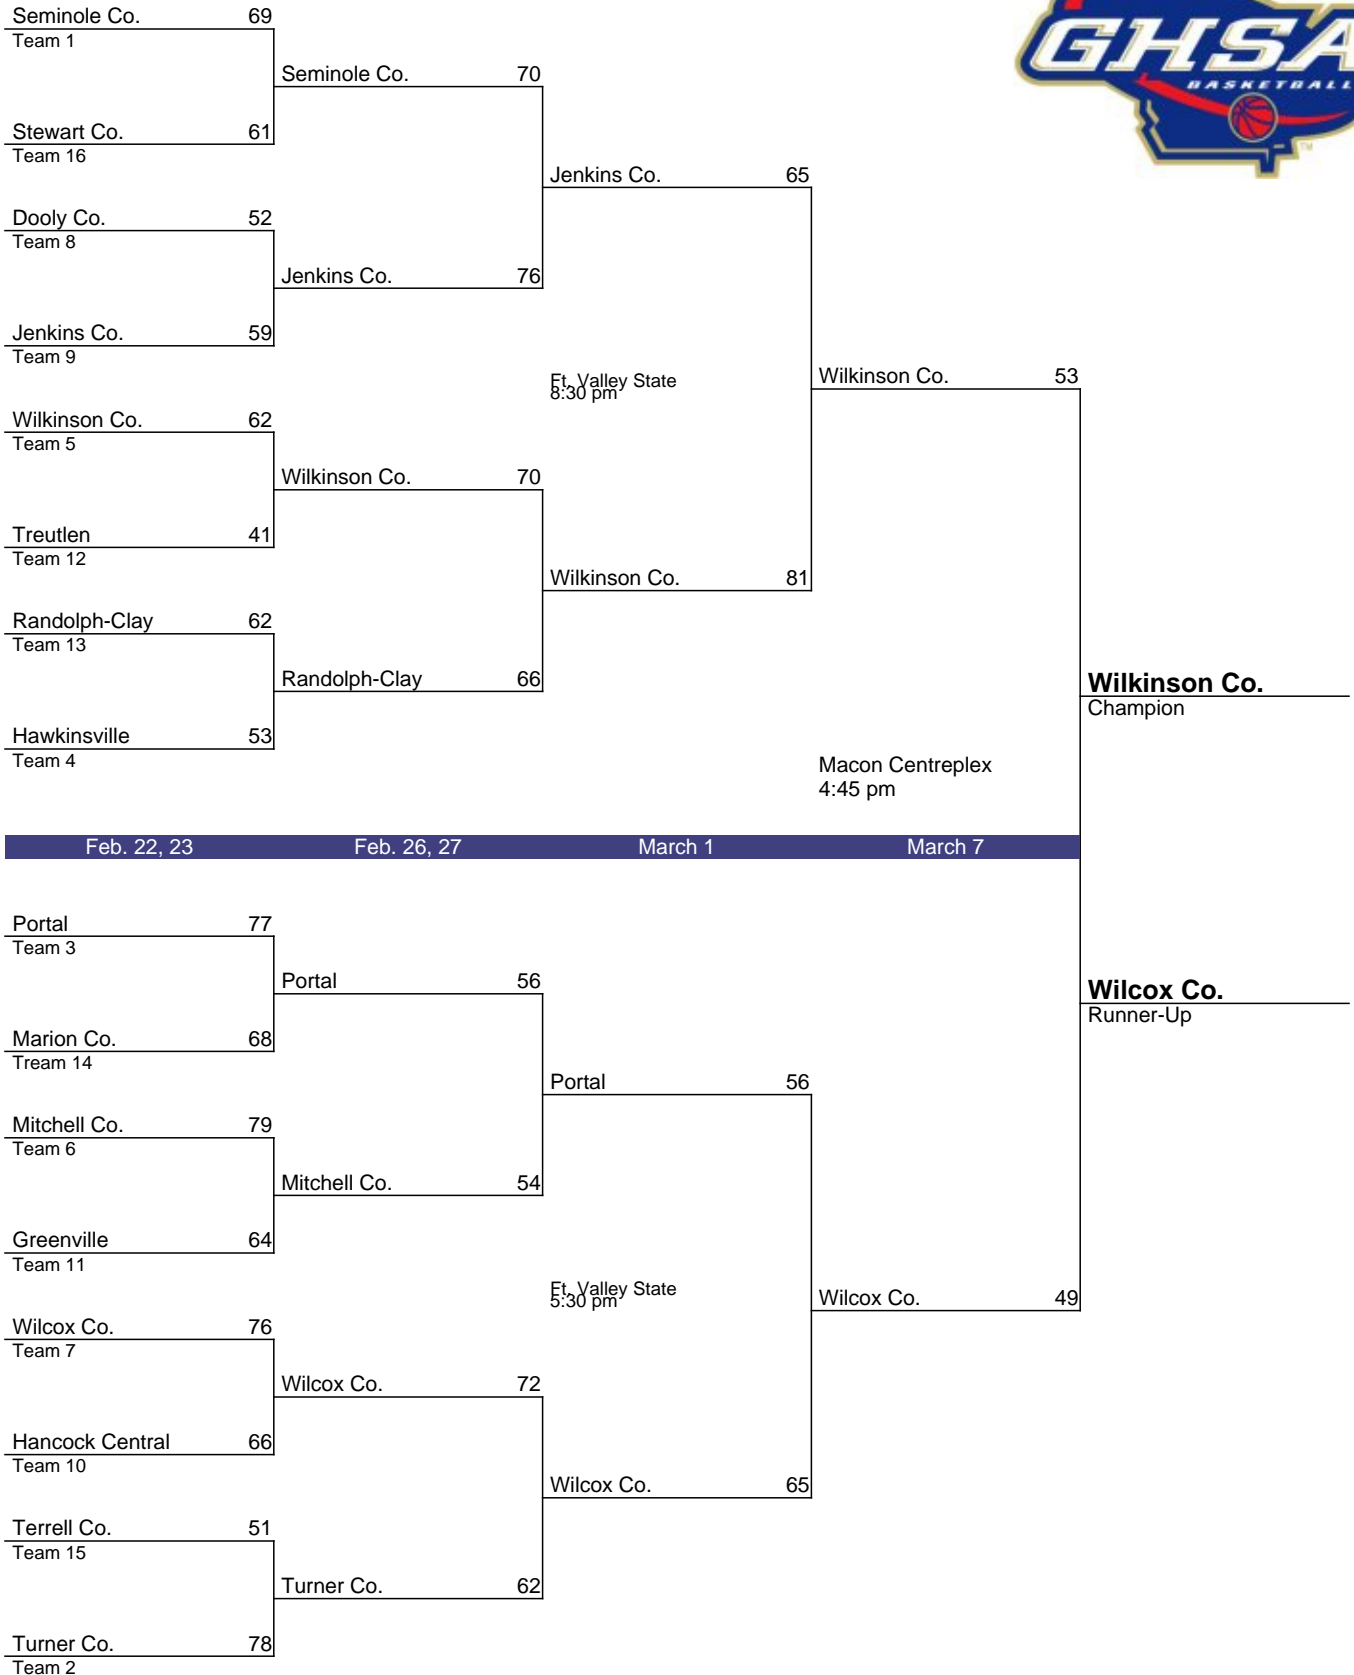 GHSA
BASKETBALL
TM
Seminole Co. 69
Team 1
Seminole Co. 70
Stewart Co. 61
Team 16
Jenkins Co. 65
Dooly Co. 52
Team 8
Jenkins Co. 76
Jenkins Co. 59
Team 9
Ft. Valley State
8:30 pm
Wilkinson Co. 53
Wilkinson Co. 62
Team 5
Wilkinson Co. 70
Treutlen 41
Team 12
Wilkinson Co. 81
Randolph-Clay 62
Team 13
Randolph-Clay 66
Wilkinson Co.
Champion
Hawkinsville 53
Team 4
Macon Centreplex
4:45 pm
Feb. 22, 23 Feb. 26, 27 March 1 March 7
Portal 77
Team 3
Portal 56
Wilcox Co.
Runner-Up
Marion Co. 68
Tream 14
Portal 56
Mitchell Co. 79
Team 6
Mitchell Co. 54
Greenville 64
Team 11
Ft. Valley State
5:30 pm
Wilcox Co. 49
Wilcox Co. 76
Team 7
Wilcox Co. 72
Hancock Central 66
Team 10
Wilcox Co. 65
Terrell Co. 51
Team 15
Turner Co. 62
Turner Co. 78
Team 2